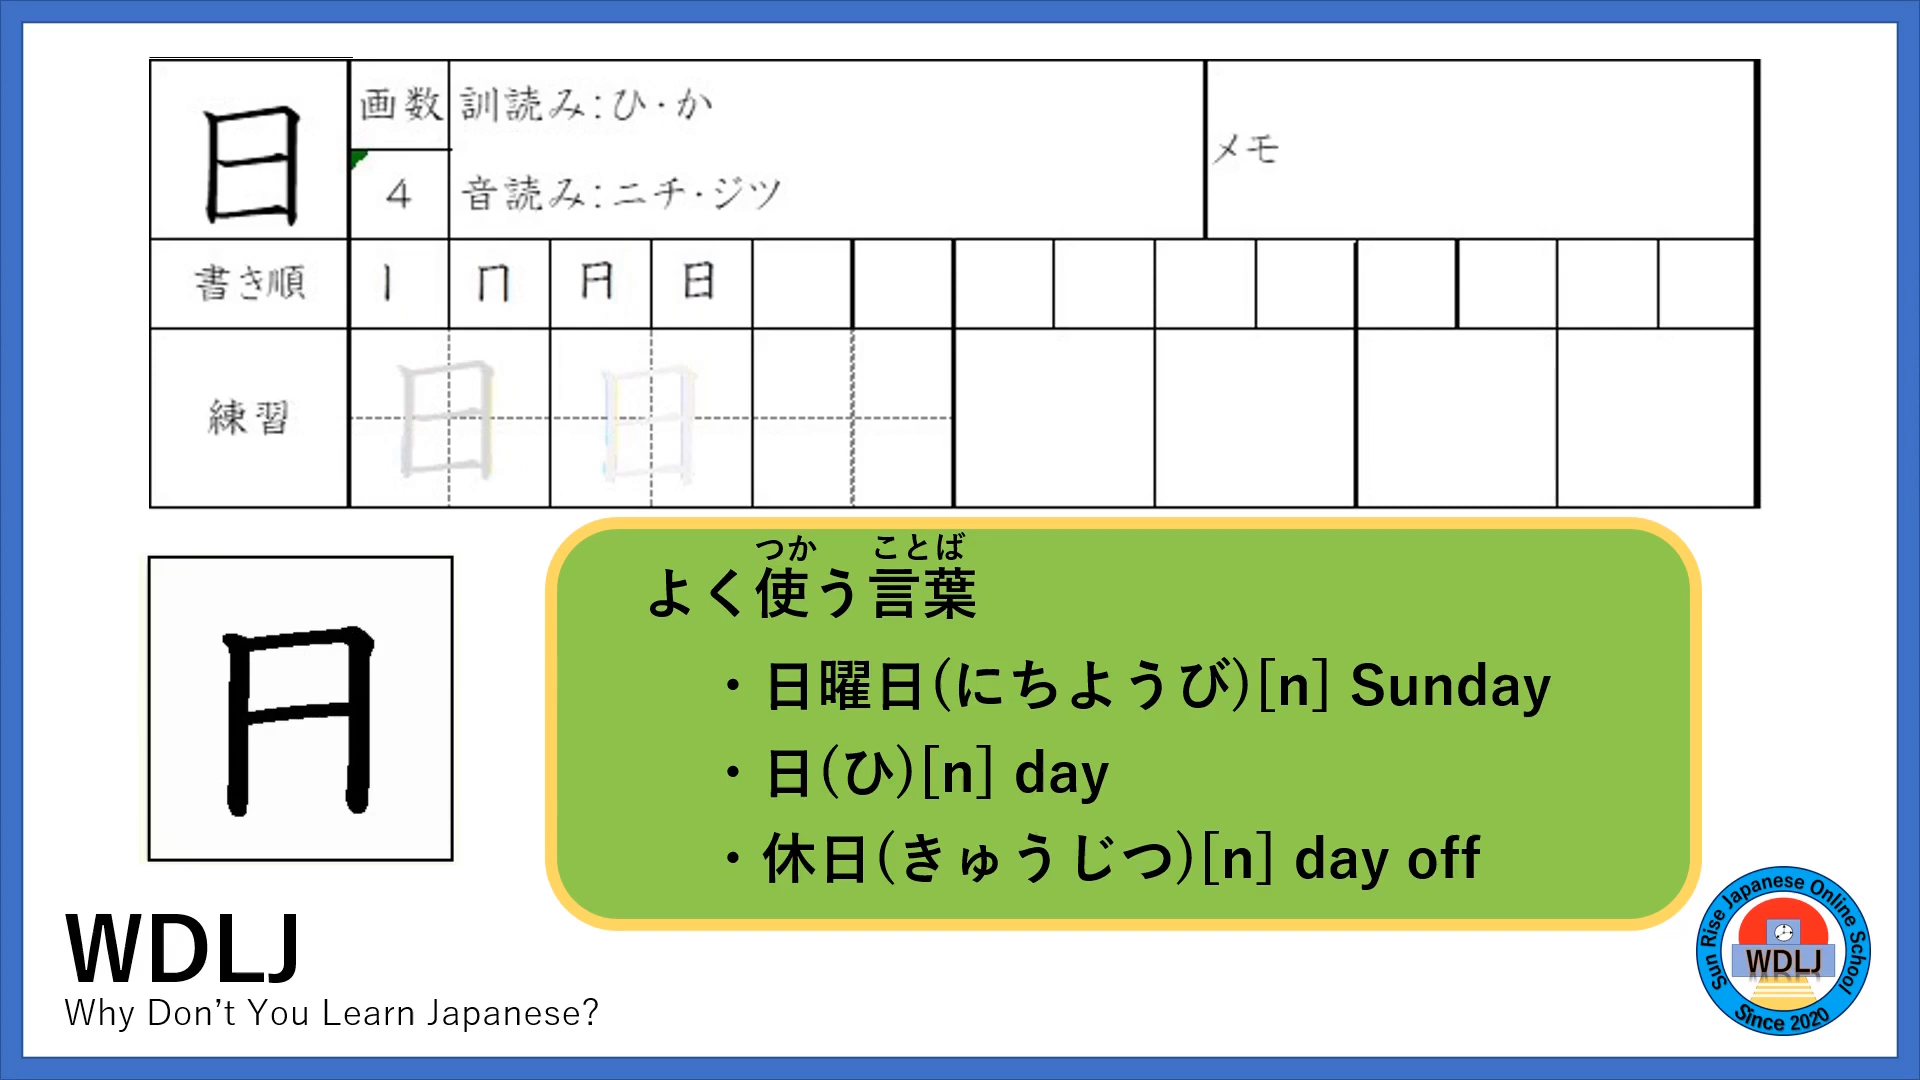 日
画数
4
訓読み:ひ・か
音読み:ニチ・ジツ
メモ
書き順
丨 冂 月 日
練習
日 日
日
つか ことば
よく使う言葉
・日曜日(にちようび)[n] Sunday
・日(ひ)[n] day
・休日(きゅうじつ)[n] day off
WDLJ
Why Don't You Learn Japanese?
Sun Rise Japanese Online School
WDLJ
Since 2020